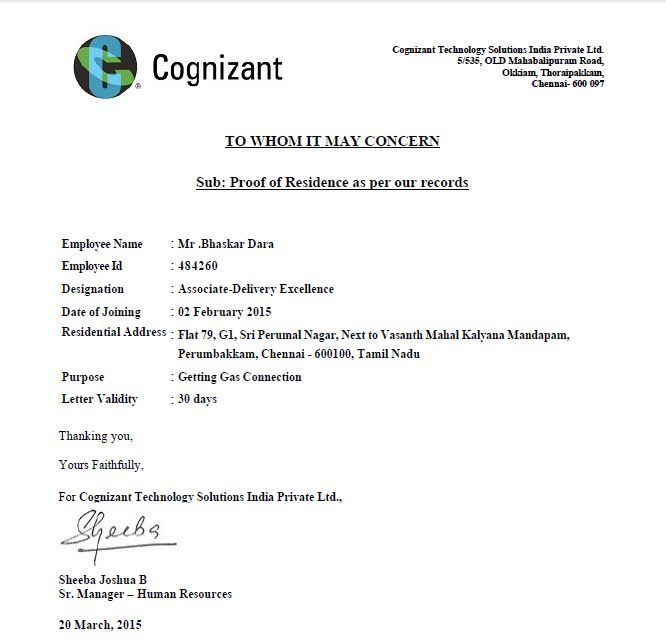 Cognizant
®
Cognizant Technology Solutions India Private Ltd.
5/535, OLD Mahabalipuram Road,
Okkiam, Thoraipakkam,
Chennai- 600 097
TO WHOM IT MAY CONCERN
Sub: Proof of Residence as per our records
Employee Name : Mr .Bhaskar Dara
Employee Id : 484260
Designation : Associate-Delivery Excellence
Date of Joining : 02 February 2015
Residential Address : Flat 79, G1, Sri Perumal Nagar, Next to Vasanth Mahal Kalyana Mandapam,
Perumbakkam, Chennai - 600100, Tamil Nadu
Purpose : Getting Gas Connection
Letter Validity : 30 days
Thanking you,
Yours Faithfully,
For Cognizant Technology Solutions India Private Ltd.,
Sheeba
Sheeba Joshua B
Sr. Manager – Human Resources
20 March, 2015